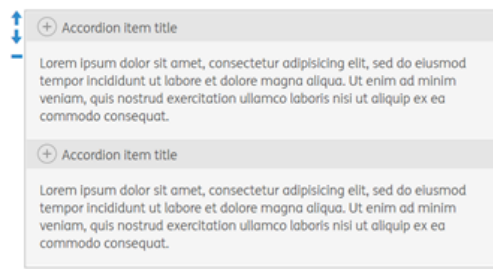 Accordion item title
Lorem ipsum dolor sit amet, consectetur adipisicing elit, sed do eiusmod
tempor incididunt ut labore et dolore magna aliqua. Ut enim ad minim
veniam, quis nostrud exercitation ullamco laboris nisi ut aliquip ex ea
commodo consequat.
Accordion item title
Lorem ipsum dolor sit amet, consectetur adipisicing elit, sed do eiusmod
tempor incididunt ut labore et dolore magna aliqua. Ut enim ad minim
veniam, quis nostrud exercitation ullamco laboris nisi ut aliquip ex ea
commodo consequat.